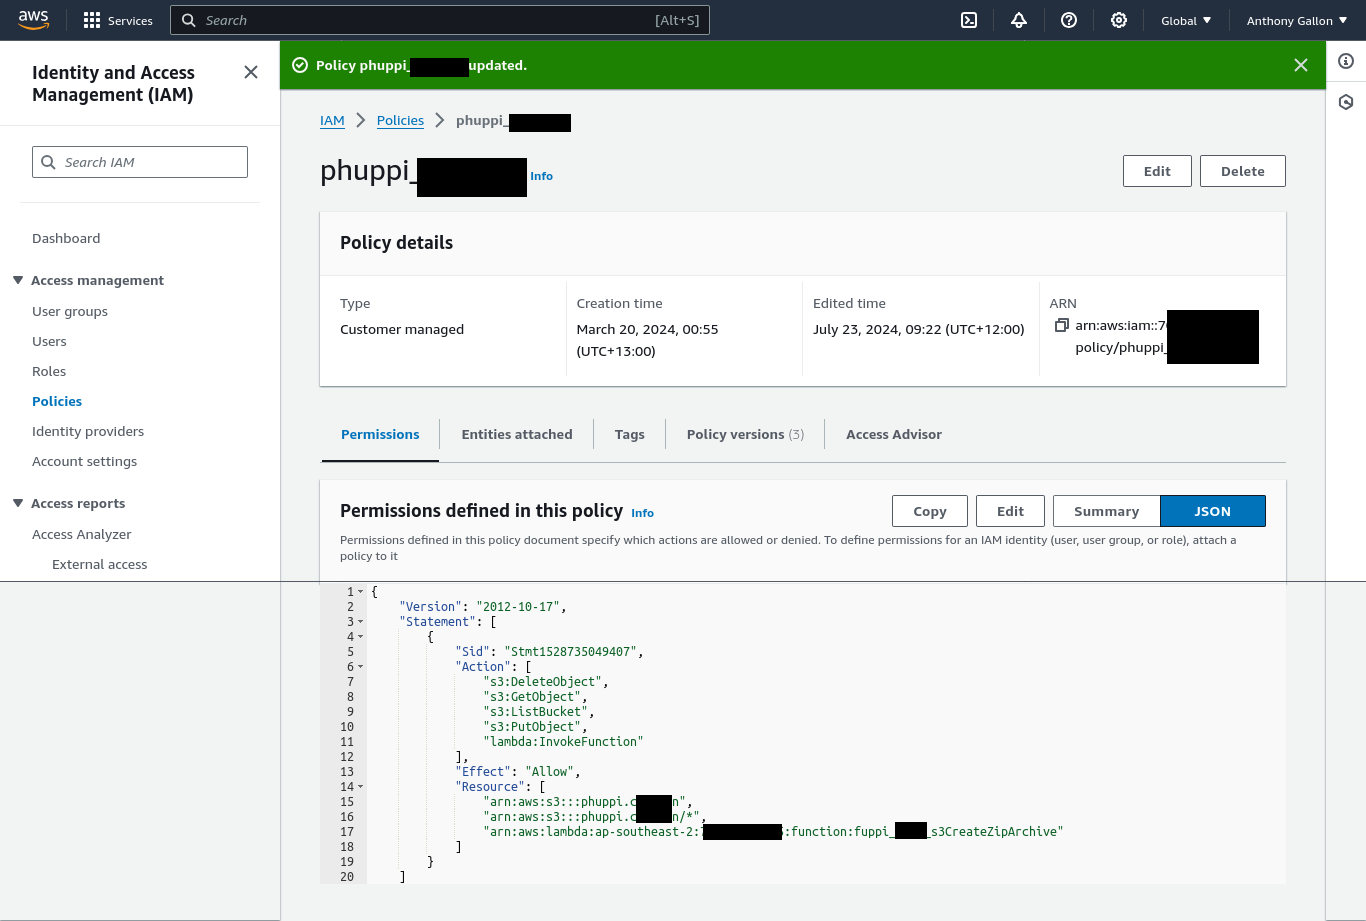 aws
Services
Search [Alt+S]
Global
Anthony Gallon
Identity and Access
Management (IAM)
Search IAM
Dashboard
Access management
User groups
Users
Roles
Policies
Identity providers
Account settings
Access reports
Access Analyzer
External access
Policy phuppi_ updated.
IAM > Policies > phuppi_
phuppi_ Info
Edit
Delete
Policy details
Type
Customer managed
Creation time
March 20, 2024, 00:55
(UTC+13:00)
Edited time
July 23, 2024, 09:22 (UTC+12:00)
ARN
arn:aws:iam::7
policy/phuppi_
Permissions
Entities attached
Tags
Policy versions (3)
Access Advisor
Permissions defined in this policy Info
Copy
Edit
Summary
JSON
Permissions defined in this policy document specify which actions are allowed or denied. To define permissions for an IAM identity (user, user group, or role), attach a
policy to it
1 {
2 "Version": "2012-10-17",
3 "Statement": [
4 {
5 "Sid": "Stmt1528735049407",
6 "Action": [
7 "s3:DeleteObject",
8 "s3:GetObject",
9 "s3:ListBucket",
10 "s3:PutObject",
11 "lambda:InvokeFunction"
12 ],
13 "Effect": "Allow",
14 "Resource": [
15 "arn:aws:s3:::phuppi.c n",
16 "arn:aws:s3:::phuppi.c n/*",
17 "arn:aws:lambda:ap-southeast-2: :function:fuppi_ _s3CreateZipArchive"
18 ]
19 }
20 ]